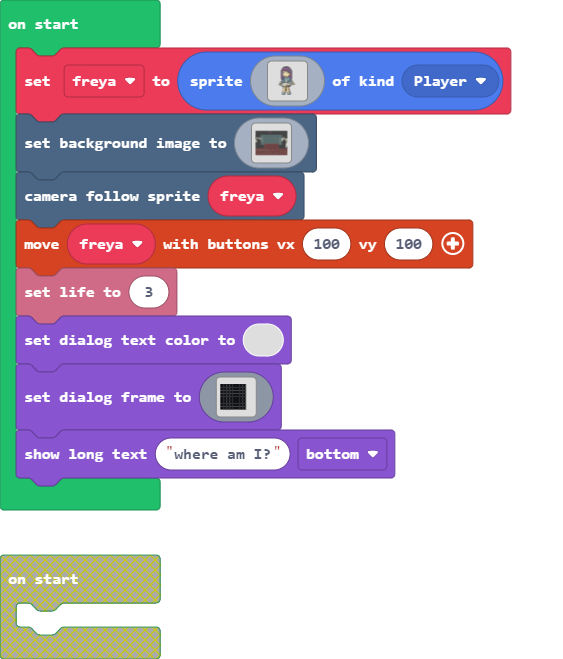 on start
set freya to sprite of kind Player
set background image to
camera follow sprite freya
move freya with buttons vx 100 vy 100
set life to 3
set dialog text color to
set dialog frame to
show long text "where am I?" bottom
on start